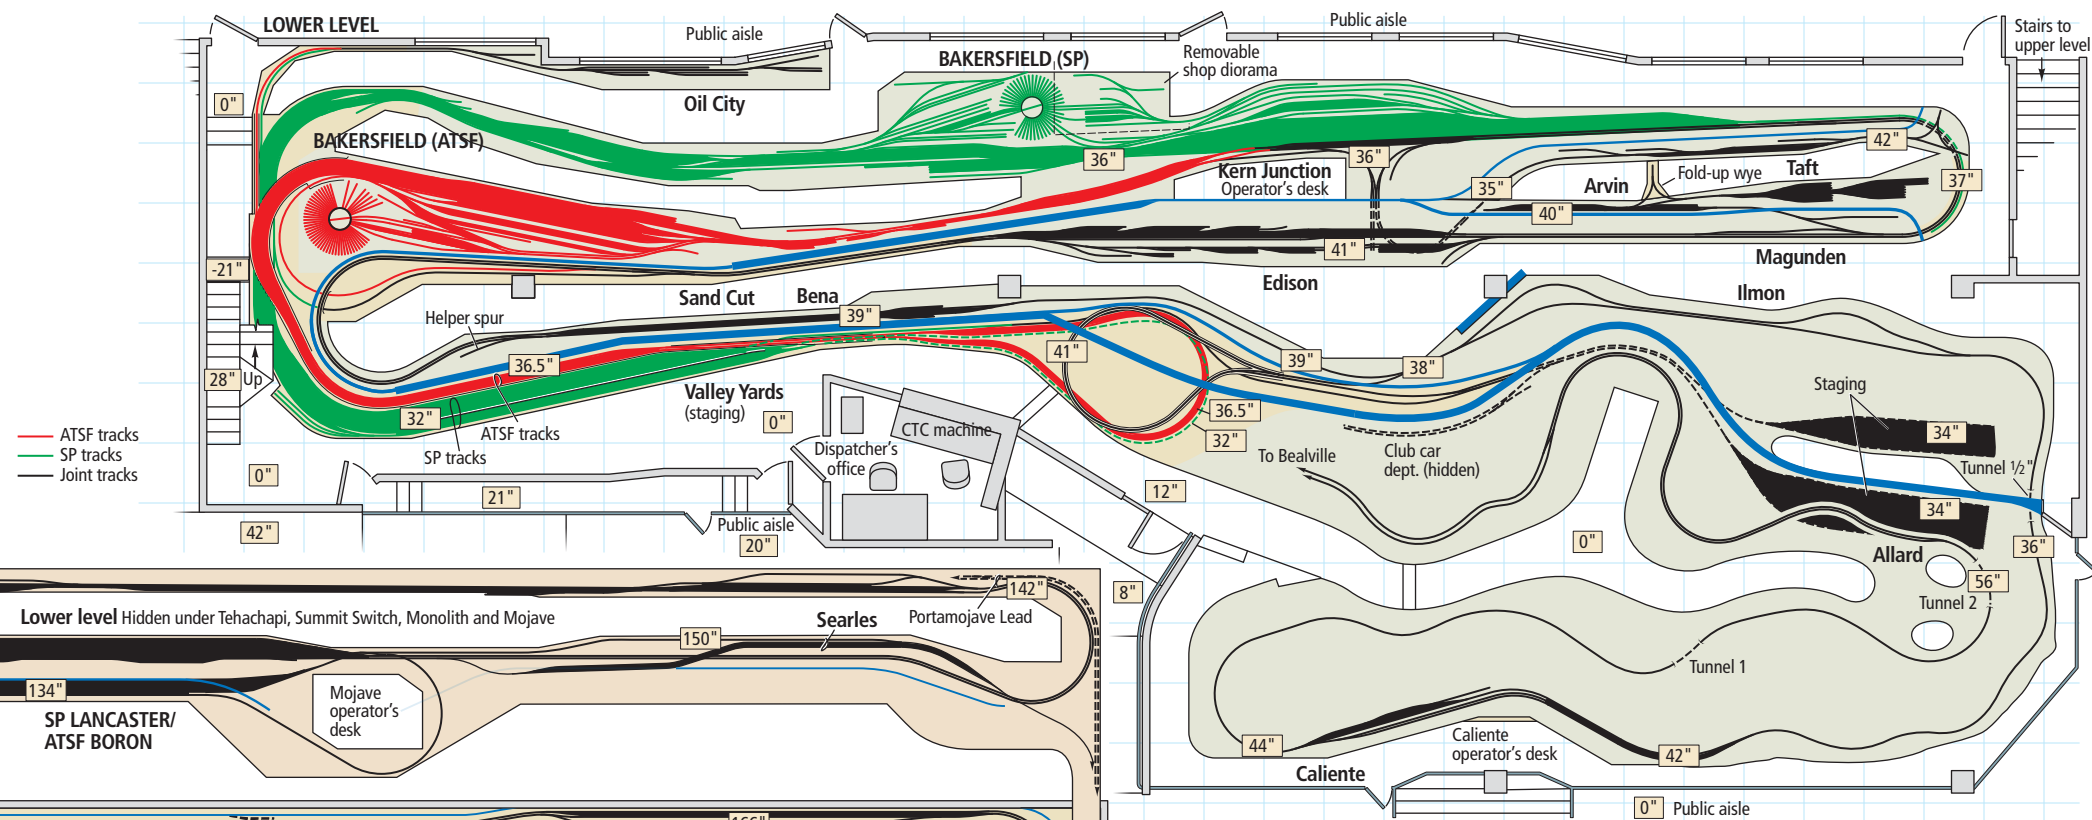 LOWER LEVEL
Public aisle
Public aisle
Stairs to
upper level
BAKERSFIELD (SP)
Removable
shop diorama
0"
Oil City
BAKERSFIELD (ATSF)
36"
Kern Junction
Operator's desk
36"
42"
35"
Arvin
Fold-up wye
Taft
37"
40"
41"
-21"
Magunden
Edison
Sand Cut
Bena
Ilmon
Helper spur
39"
41"
39"
38"
28"
Up
36.5"
Staging
Valley Yards
(staging)
0"
32"
ATSF tracks
SP tracks
36.5"
32"
CTC machine
Dispatcher's
office
Club car
dept. (hidden)
To Bealville
34"
Tunnel ½"
34"
ATSF tracks
SP tracks
Joint tracks
0"
21"
12"
42"
Public aisle
20"
0"
36"
Allard
56"
Tunnel 2
8"
142"
Portamojave Lead
Lower level Hidden under Tehachapi, Summit Switch, Monolith and Mojave
150"
Searles
Tunnel 1
134"
Mojave
operator's
desk
SP LANCASTER/
ATSF BORON
44"
Caliente
Caliente
operator's desk
42"
0"
Public aisle